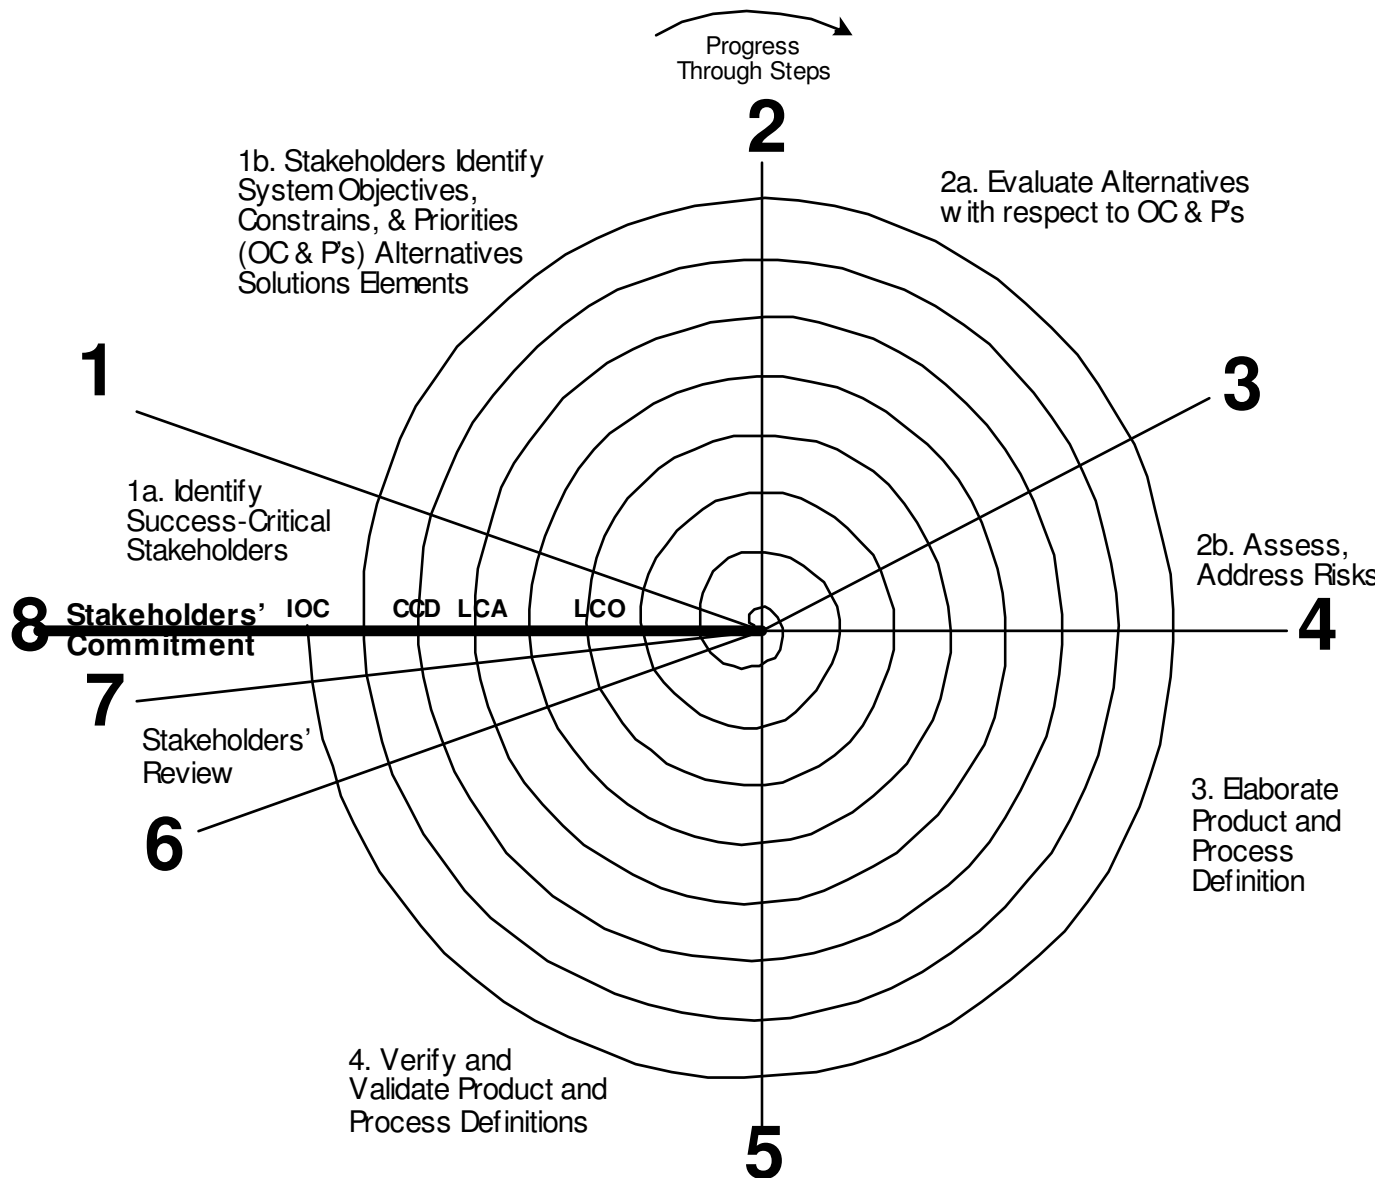 Progress
Through Steps
2
1b. Stakeholders Identify
System Objectives,
Constrains, & Priorities
(OC & P's) Alternatives
Solutions Elements
2a. Evaluate Alternatives
with respect to OC & P's
1
3
1a. Identify
Success-Critical
Stakeholders
2b. Assess,
Address Risks
8 Stakeholders' IOC CCD LCA LCO 4
Commitment
7
Stakeholders'
Review
6
3. Elaborate
Product and
Process
Definition
4. Verify and
Validate Product and
Process Definitions
5